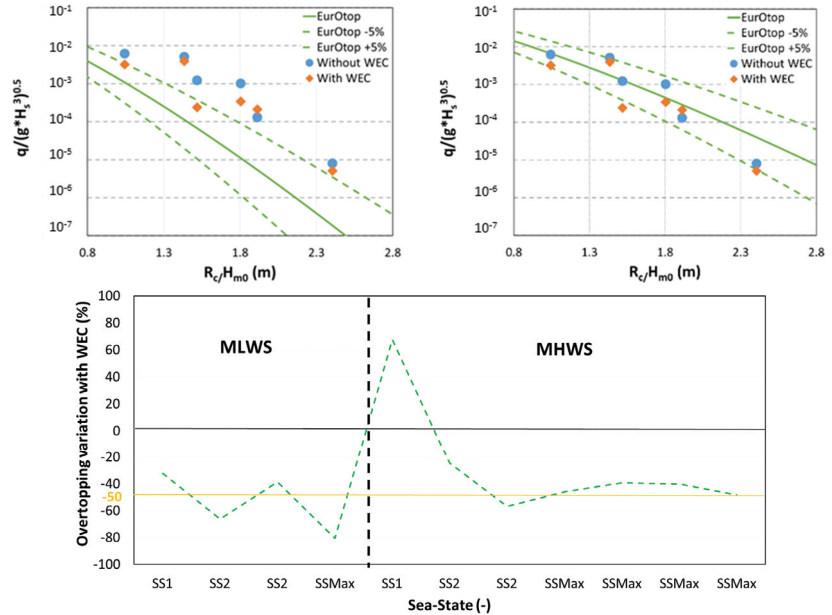 10⁻¹
10⁻²
10⁻³
10⁻⁴
10⁻⁵
10⁻⁶
10⁻⁷
q/(g*Hₛ³)⁰·⁵
EurOtop
EurOtop -5%
EurOtop +5%
Without WEC
With WEC
0.8 1.3 1.8 2.3 2.8
R_c/H_m0 (m)
10⁻¹
10⁻²
10⁻³
10⁻⁴
10⁻⁵
10⁻⁶
10⁻⁷
q/(g*Hₛ³)⁰·⁵
EurOtop
EurOtop -5%
EurOtop +5%
Without WEC
With WEC
0.8 1.3 1.8 2.3 2.8
R_c/H_m0 (m)
Overtopping variation with WEC (%)
100
80
60
40
20
0
-20
-40
-50
-60
-80
-100
MLWS
MHWS
SS1 SS2 SS2 SSMax SS1 SS2 SS2 SSMax SSMax SSMax SSMax
Sea-State (-)